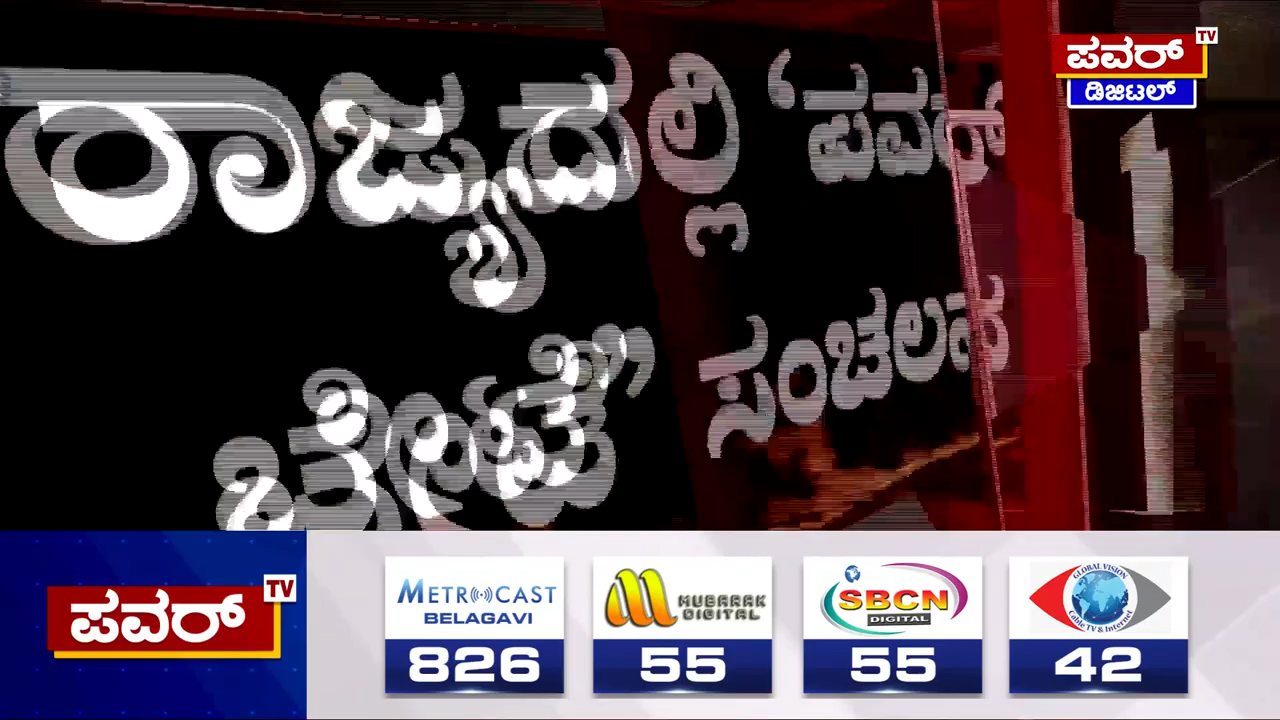 ರಾಜ್ಯದಲ್ಲಿ ‘ಪವರ್
ಸಂಚಲನ
ಪವರ್ TV
ಡಿಜಿಟಲ್
ಪವರ್ TV
METROCAST
BELAGAVI
826
MUBARAK
DIGITAL
55
SBCN
DIGITAL
55
GLOBAL VISION
Cable TV & Internet
42